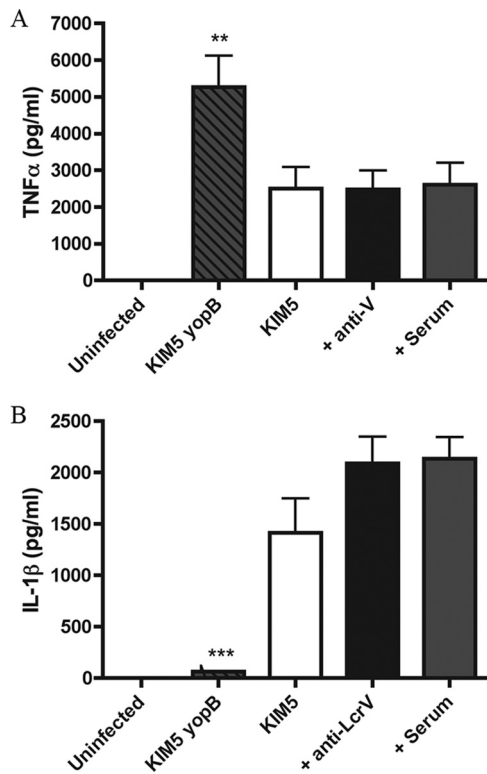 A
7000
6000
5000
4000
3000
2000
1000
0
TNFα (pg/ml)
**
Uninfected
KIM5 yopB
KIM5
+ anti-V
+ Serum
B
2500
2000
1500
1000
500
0
IL-1β (pg/ml)
***
Uninfected
KIM5 yopB
KIM5
+ anti-LcrV
+ Serum